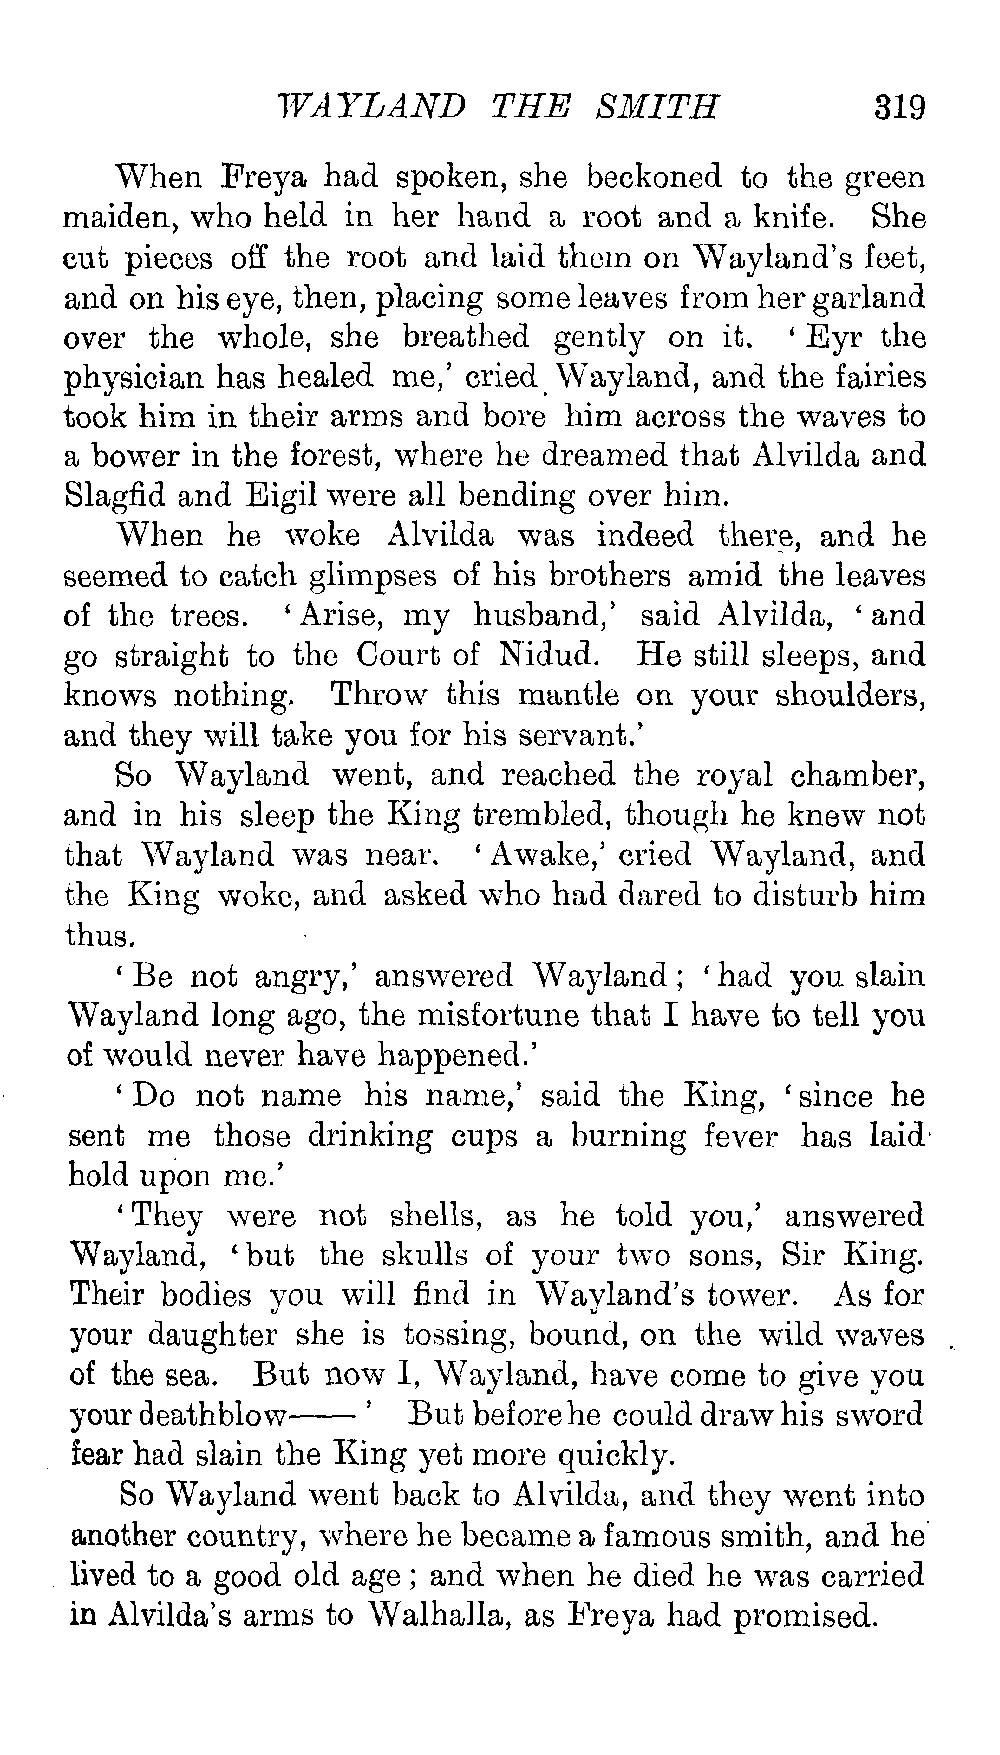 WAYLAND THE SMITH 319
When Freya had spoken, she beckoned to the green
maiden, who held in her hand a root and a knife. She
cut pieces off the root and laid them on Wayland's feet,
and on his eye, then, placing some leaves from her garland
over the whole, she breathed gently on it. ‘Eyr the
physician has healed me,’ cried Wayland, and the fairies
took him in their arms and bore him across the waves to
a bower in the forest, where he dreamed that Alvilda and
Slagfid and Eigil were all bending over him.
When he woke Alvilda was indeed there, and he
seemed to catch glimpses of his brothers amid the leaves
of the trees. ‘Arise, my husband,’ said Alvilda, ‘and
go straight to the Court of Nidud. He still sleeps, and
knows nothing. Throw this mantle on your shoulders,
and they will take you for his servant.’
So Wayland went, and reached the royal chamber,
and in his sleep the King trembled, though he knew not
that Wayland was near. ‘Awake,’ cried Wayland, and
the King woke, and asked who had dared to disturb him
thus.
‘Be not angry,’ answered Wayland; ‘had you slain
Wayland long ago, the misfortune that I have to tell you
of would never have happened.’
‘Do not name his name,’ said the King, ‘since he
sent me those drinking cups a burning fever has laid
hold upon me.’
‘They were not shells, as he told you,’ answered
Wayland, ‘but the skulls of your two sons, Sir King.
Their bodies you will find in Wayland's tower. As for
your daughter she is tossing, bound, on the wild waves
of the sea. But now I, Wayland, have come to give you
your deathblow——’ But before he could draw his sword
fear had slain the King yet more quickly.
So Wayland went back to Alvilda, and they went into
another country, where he became a famous smith, and he
lived to a good old age; and when he died he was carried
in Alvilda's arms to Walhalla, as Freya had promised.